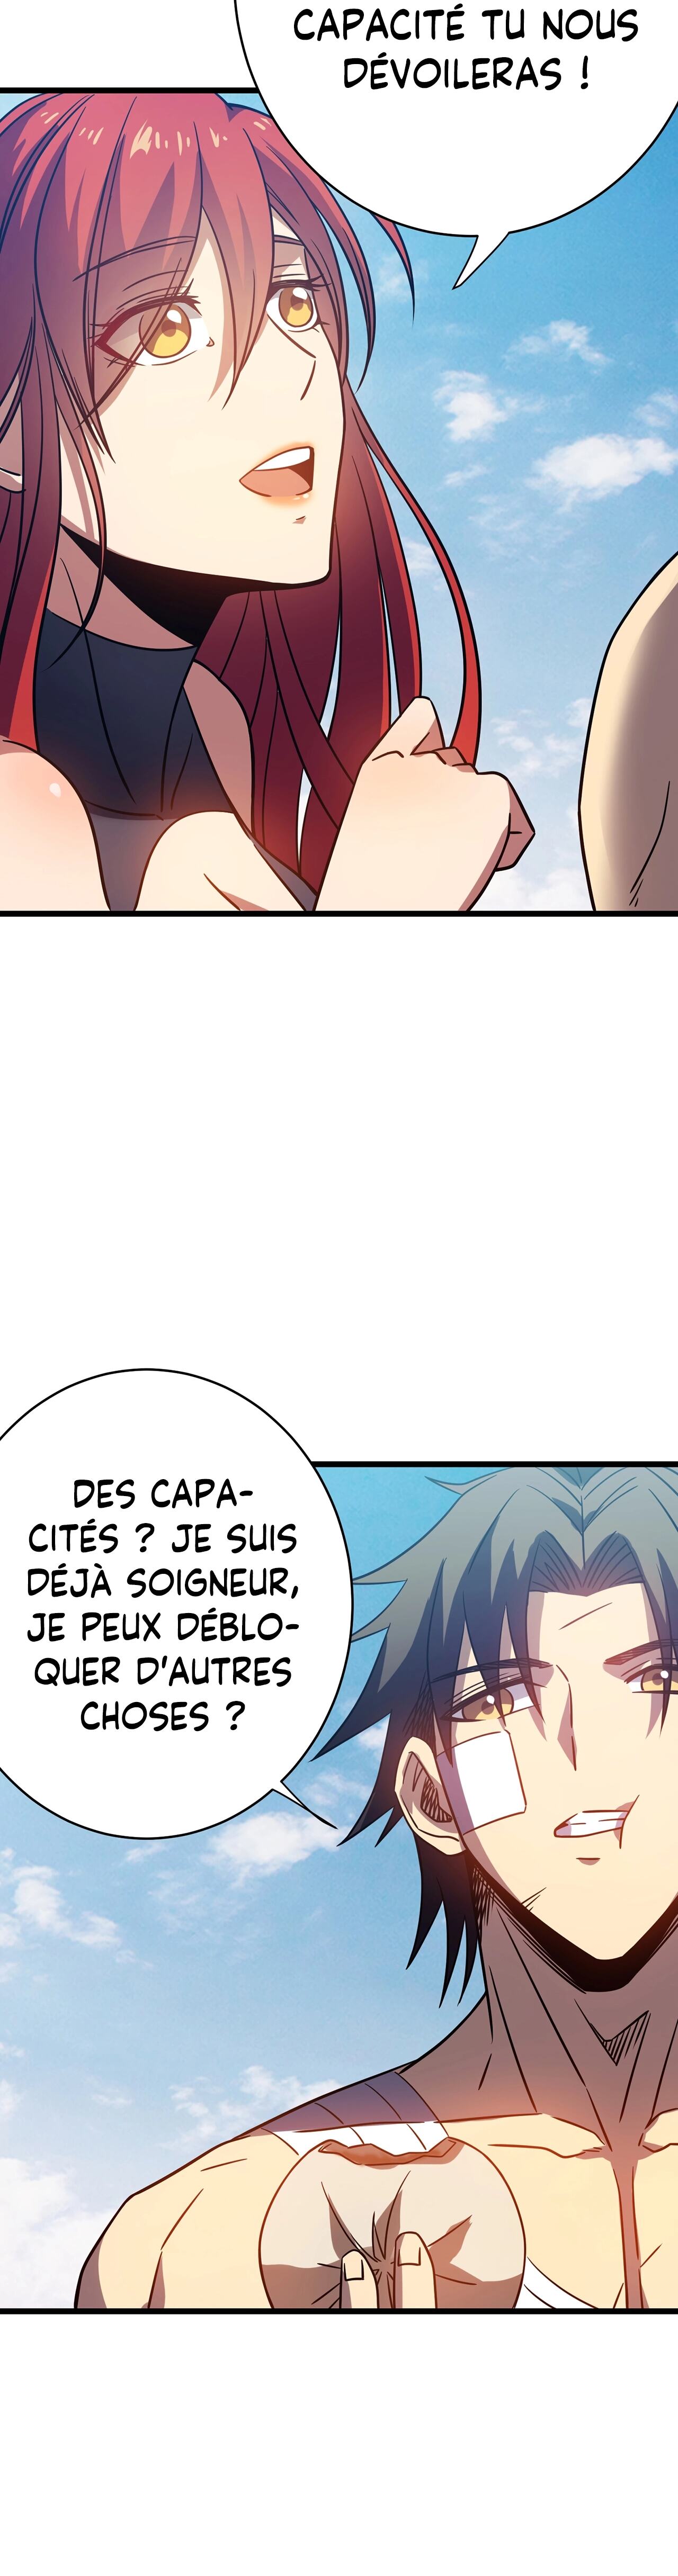 CAPACITÉ TU NOUS
DÉVOILERAS !
DES CAPA-
CITÉS ? JE SUIS
DÉJÀ SOIGNEUR,
JE PEUX DÉBLO-
QUER D'AUTRES
CHOSES ?